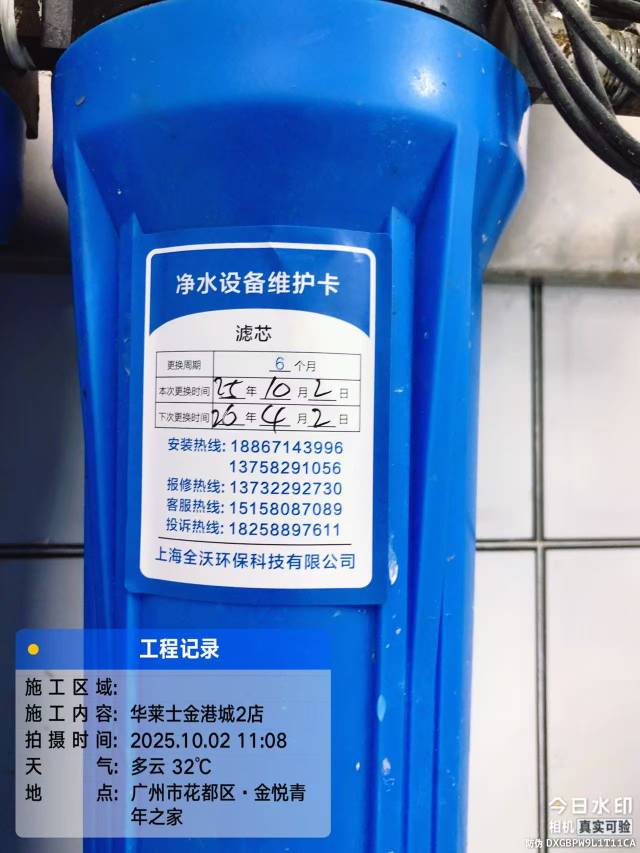 净水设备维护卡
滤芯
更换周期 6 个月
本次更换时间 25 年 10 月 2 日
下次更换时间 26 年 4 月 2 日
安装热线: 18867143996
13758291056
报修热线: 13732292730
客服热线: 15158087089
投诉热线: 18258897611
上海全沃环保科技有限公司
工程记录
施工区域:
施工内容: 华莱士金港城2店
拍摄时间: 2025.10.02 11:08
天气: 多云 32℃
地点: 广州市花都区·金悦青
年之家
今日水印
相机 真实可验
防伪 DXGBPW9L1T11CA